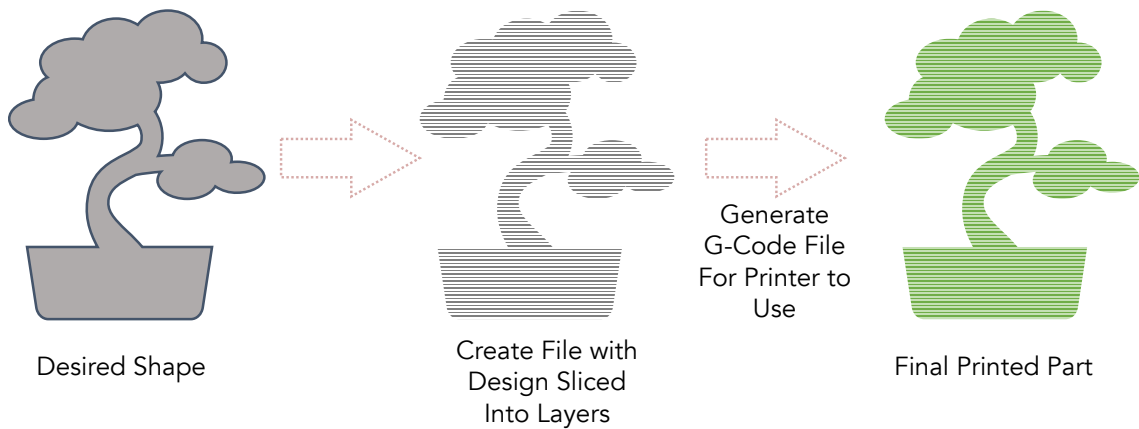 Desired Shape
Create File with
Design Sliced
Into Layers
Generate
G-Code File
For Printer to
Use
Final Printed Part